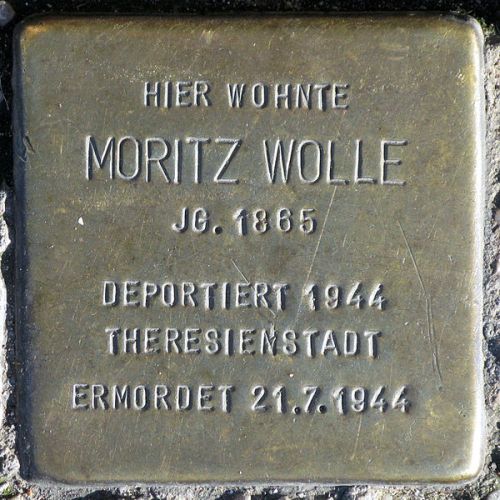 HIER WOHNTE
MORITZ WOLLE
JG. 1865
DEPORTIERT 1944
THERESIENSTADT
ERMORDET 21.7.1944